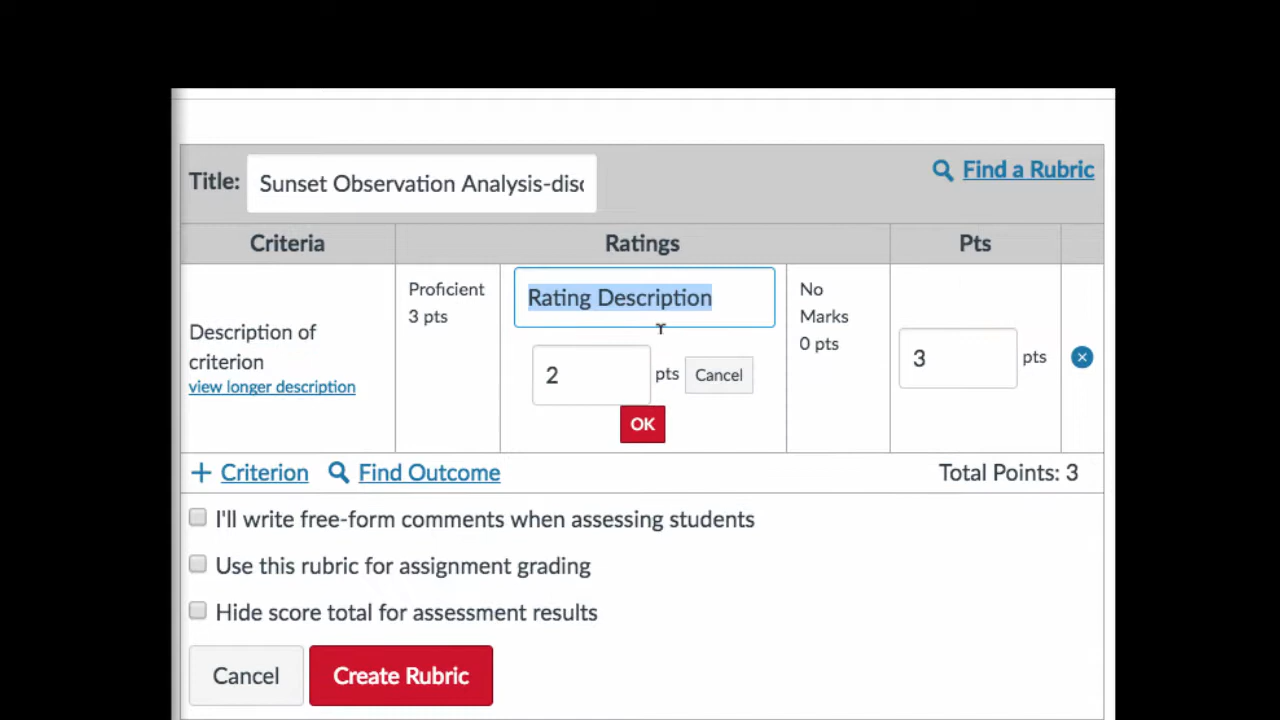 Title:
Sunset Observation Analysis-disc
Find a Rubric
Criteria
Ratings
Pts
Description of
criterion
view longer description
Proficient
3 pts
Rating Description
2
pts
Cancel
OK
No
Marks
0 pts
3
pts
Criterion
Find Outcome
Total Points: 3
I'll write free-form comments when assessing students
Use this rubric for assignment grading
Hide score total for assessment results
Cancel
Create Rubric